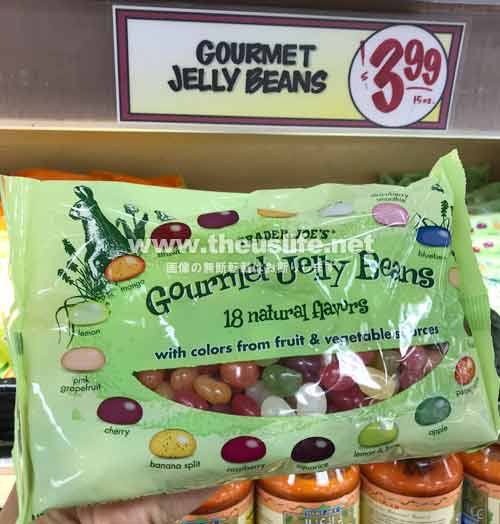 GOURMET
JELLY BEANS
$3.99
15 oz.
TRADER JOE'S
www.theuslife.net
画像の無断転載はお断りします
Gourmet Jelly Beans
18 natural flavors
with colors from fruit & vegetable sources
mango
lemon
pink
grapefruit
cherry
banana split
raspberry
licorice
lemon & lime
apple